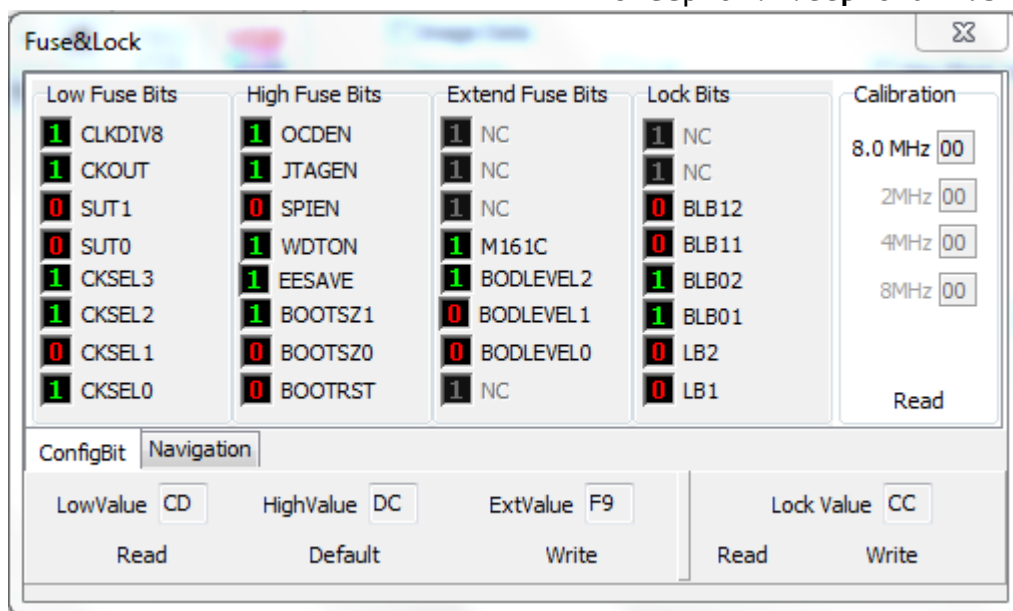 Fuse&Lock
Low Fuse Bits
1 CLKDIV8
1 CKOUT
0 SUT1
0 SUT0
1 CKSEL3
1 CKSEL2
0 CKSEL1
1 CKSEL0
High Fuse Bits
1 OCDEN
1 JTAGEN
0 SPIEN
1 WDTON
1 EESAVE
1 BOOTSZ1
0 BOOTSZ0
0 BOOTRST
Extend Fuse Bits
1 NC
1 NC
1 NC
1 M161C
1 BODLEVEL2
0 BODLEVEL1
0 BODLEVEL0
1 NC
Lock Bits
1 NC
1 NC
0 BLB12
0 BLB11
1 BLB02
1 BLB01
0 LB2
0 LB1
Calibration
8.0 MHz 00
2MHz 00
4MHz 00
8MHz 00
Read
ConfigBit Navigation
LowValue CD HighValue DC ExtValue F9 Lock Value CC
Read Default Write Read Write